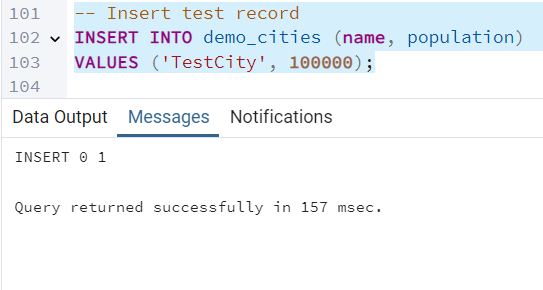 101 -- Insert test record
102 INSERT INTO demo_cities (name, population)
103 VALUES ('TestCity', 100000);
104
Data Output Messages Notifications
INSERT 0 1
Query returned successfully in 157 msec.